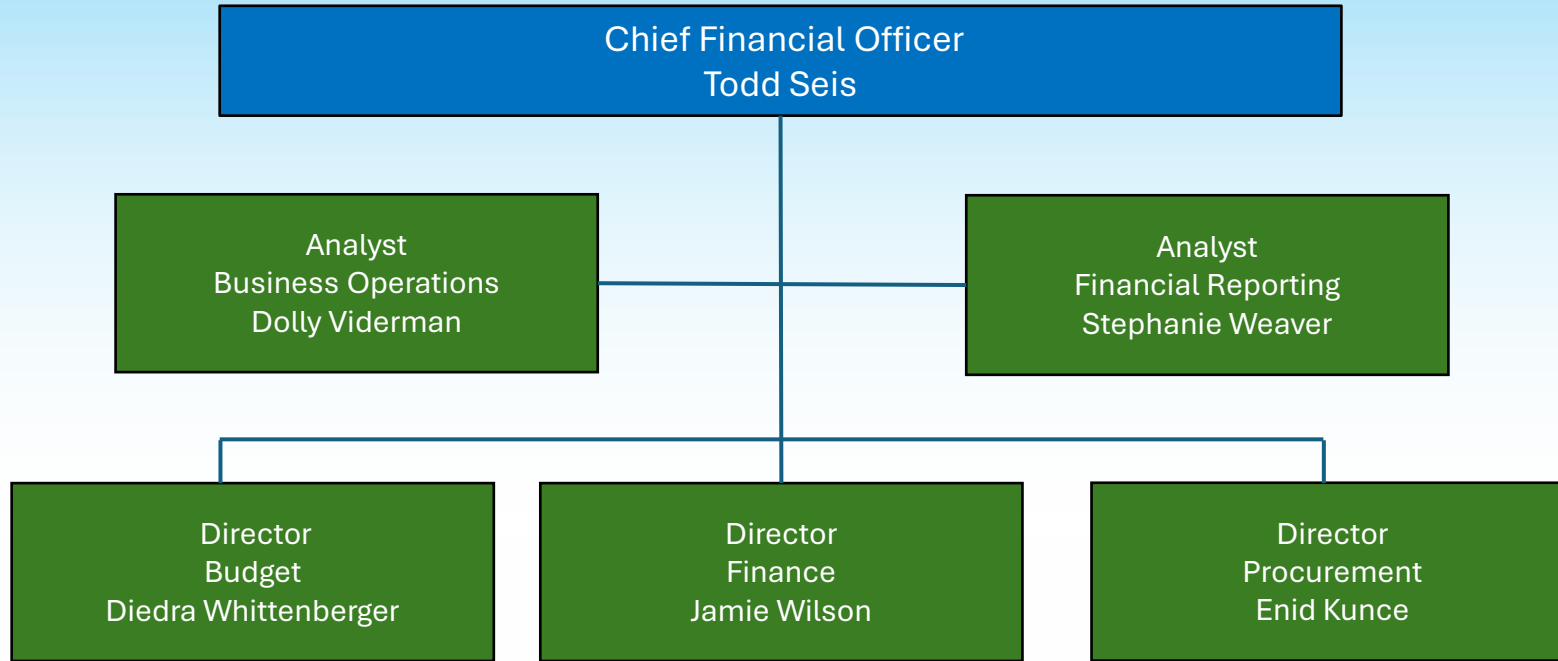 Chief Financial Officer
Todd Seis
Analyst
Business Operations
Dolly Viderman
Analyst
Financial Reporting
Stephanie Weaver
Director
Budget
Diedra Whittenberger
Director
Finance
Jamie Wilson
Director
Procurement
Enid Kunce